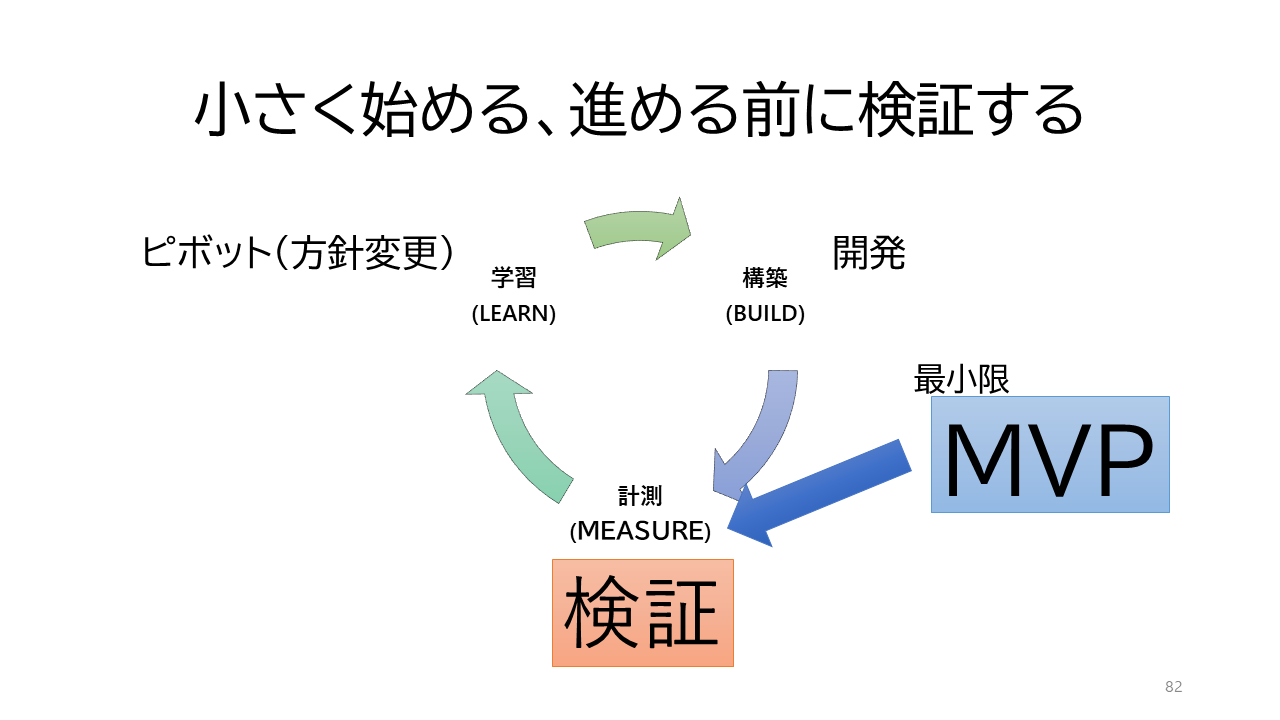 小さく始める、進める前に検証する
ピボット（方針変更）
学習
(LEARN)
構築
(BUILD)
開発
最小限
MVP
計測
(MEASURE)
検証
82